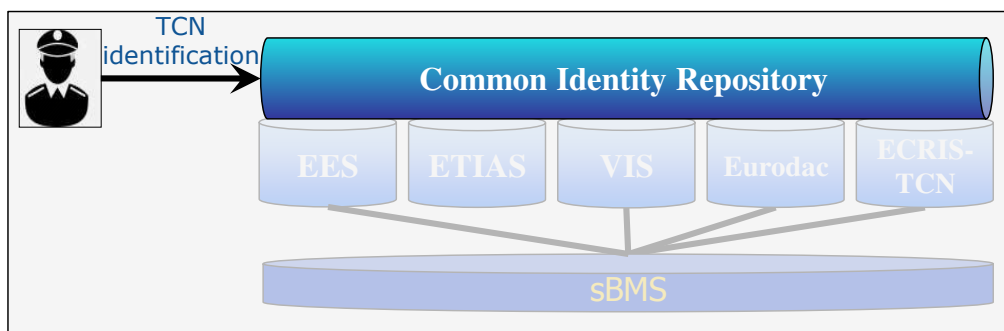 TCN
identification
Common Identity Repository
EES
ETIAS
VIS
Eurodac
ECRIS-
TCN
sBMS